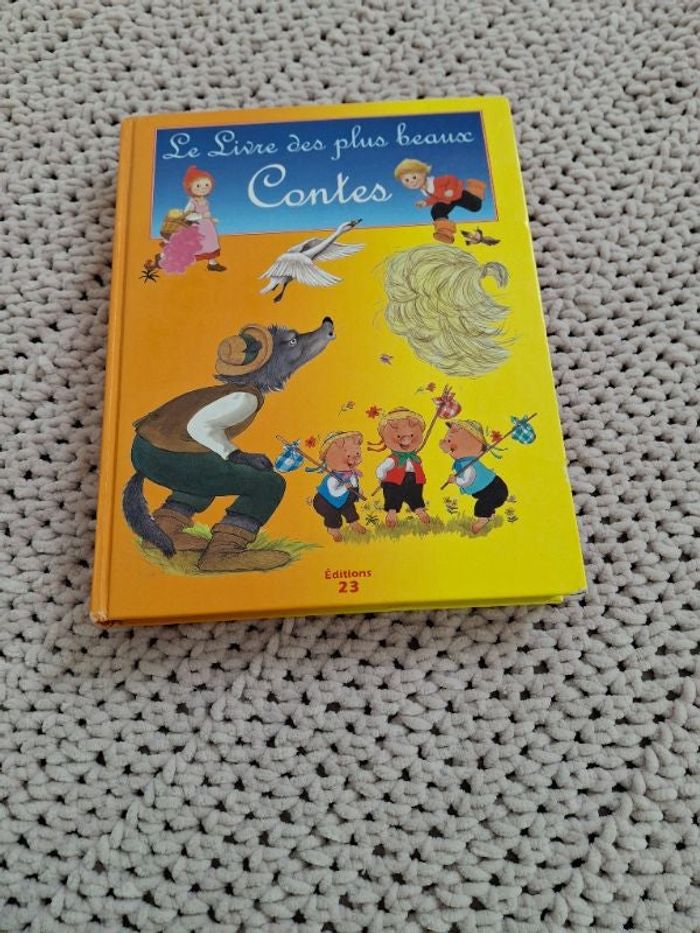 Le Livre des plus beaux
Contes
Éditions
23